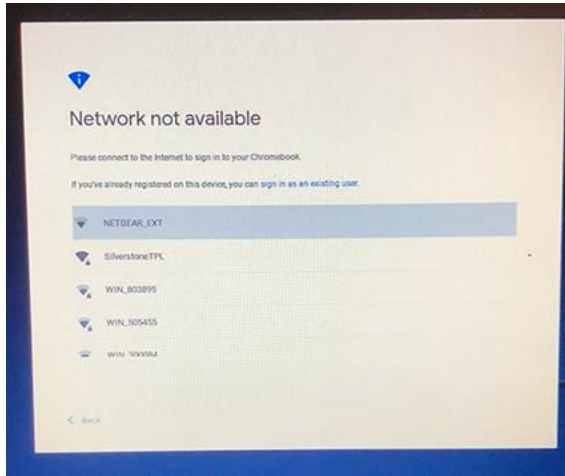 Network not available
Please connect to the Internet to sign in to your Chromebook.
If you've already registered on this device, you can sign in as an existing user.
NETGEAR_EXT
SilverstoneTPL
WIN_803895
WIN_505455
Back